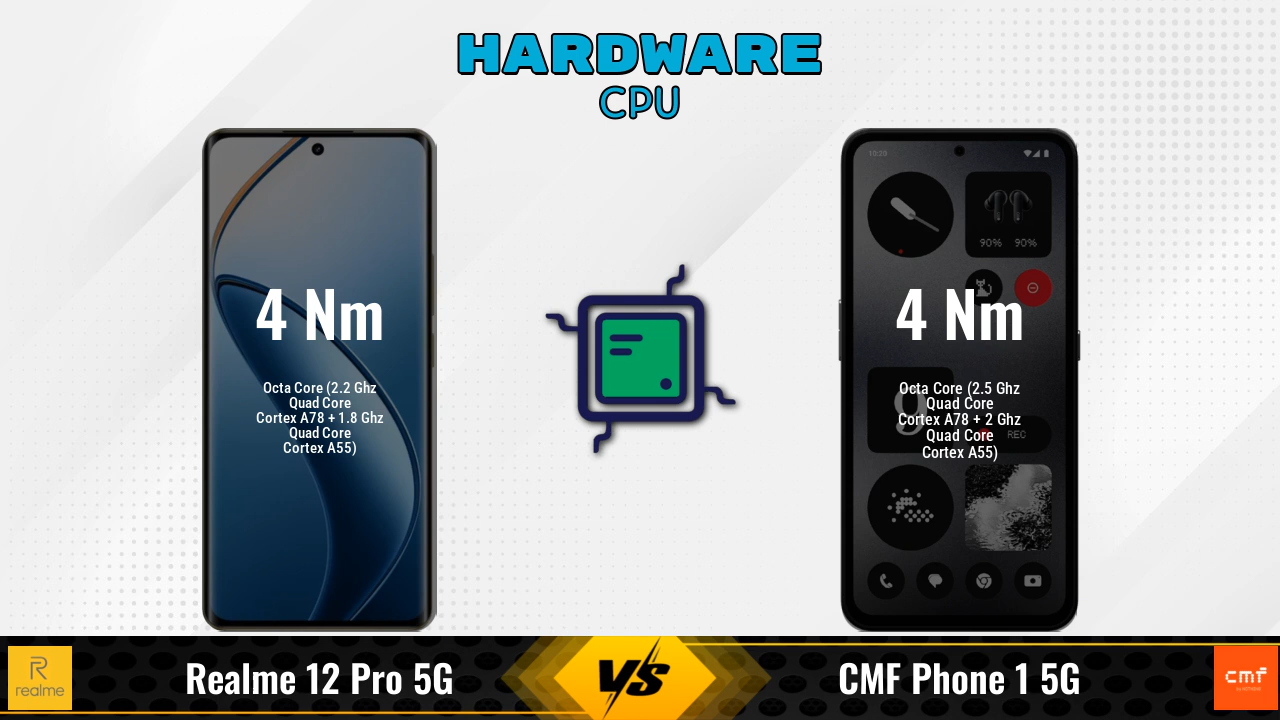 HARDWARE
CPU
4 Nm
Octa Core (2.2 Ghz
Quad Core
Cortex A78 + 1.8 Ghz
Quad Core
Cortex A55)
10:20
90% 90%
4 Nm
Octa Core (2.5 Ghz
Quad Core
Cortex A78 + 2 Ghz
Quad Core
Cortex A55)
9
REC
R
realme
Realme 12 Pro 5G
VS
CMF Phone 1 5G
cmf